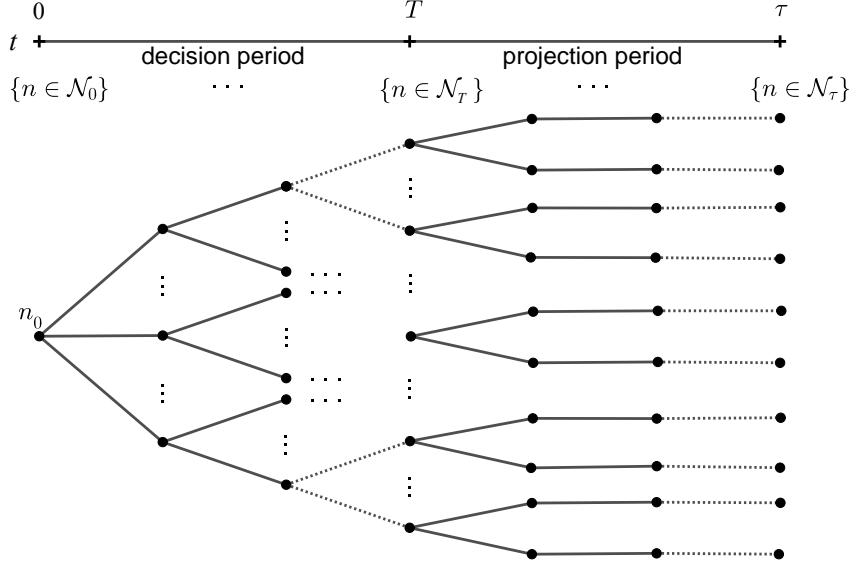 0 T τ
t
decision period projection period
{n ∈ 𝒩₀} ··· {n ∈ 𝒩_T} ··· {n ∈ 𝒩_τ}
n₀